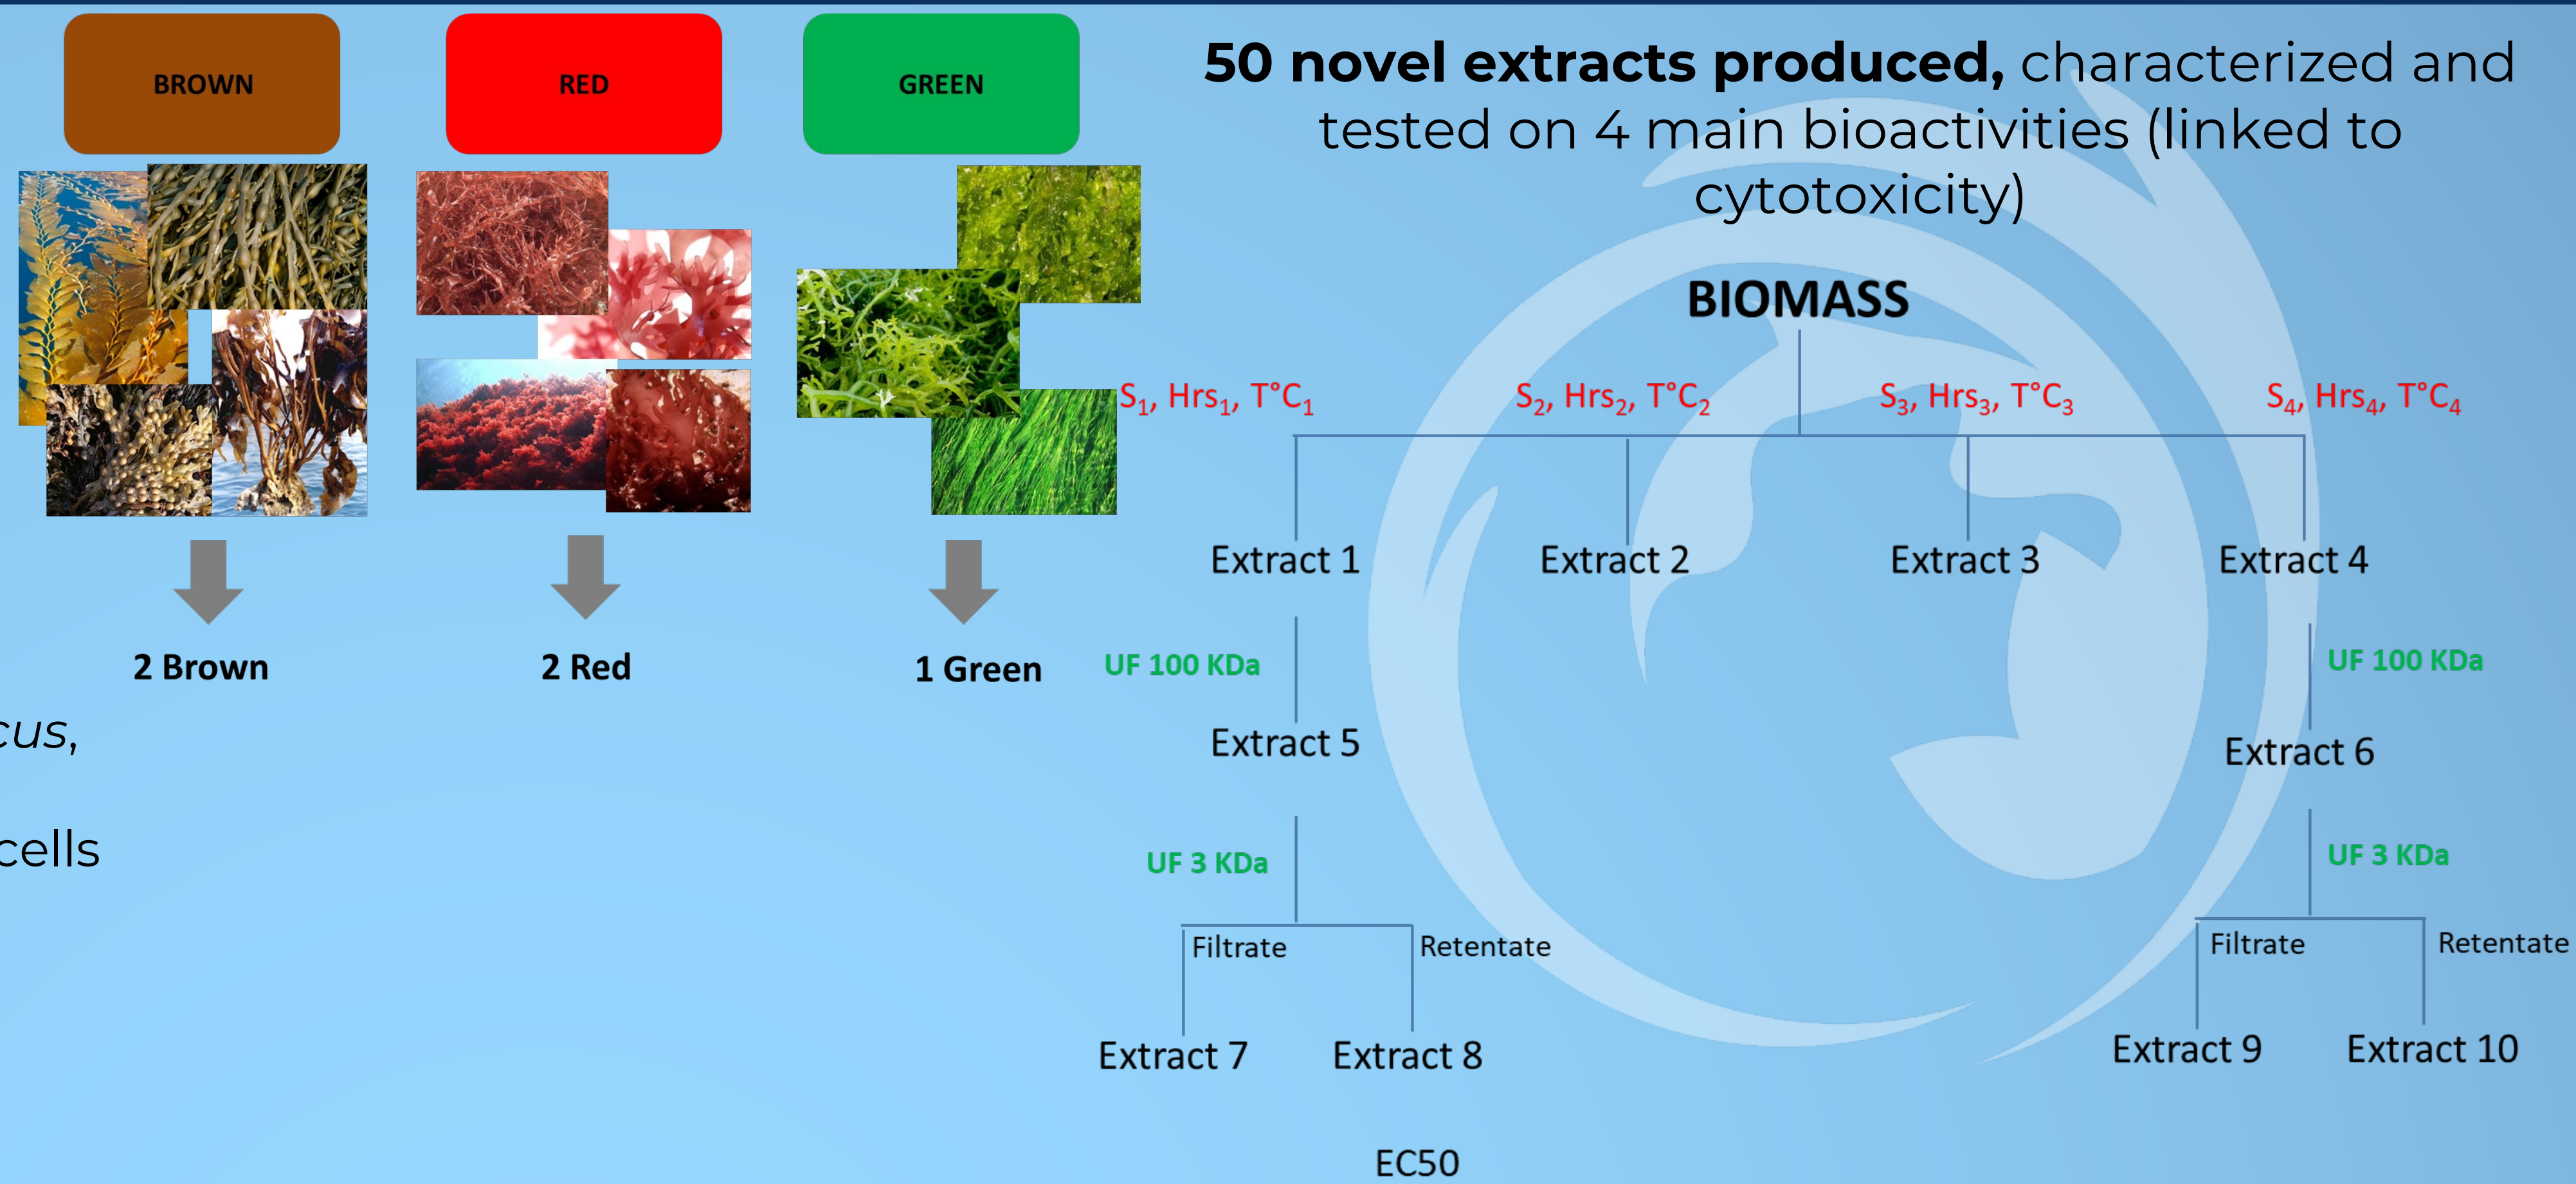 BROWN
RED
GREEN
2 Brown
2 Red
1 Green
cus,
cells
50 novel extracts produced, characterized and
tested on 4 main bioactivities (linked to
cytotoxicity)
BIOMASS
S₁, Hrs₁, T°C₁
S₂, Hrs₂, T°C₂
S₃, Hrs₃, T°C₃
S₄, Hrs₄, T°C₄
Extract 1
Extract 2
Extract 3
Extract 4
UF 100 KDa
UF 100 KDa
Extract 5
Extract 6
UF 3 KDa
UF 3 KDa
Filtrate
Retentate
Filtrate
Retentate
Extract 7
Extract 8
Extract 9
Extract 10
EC50